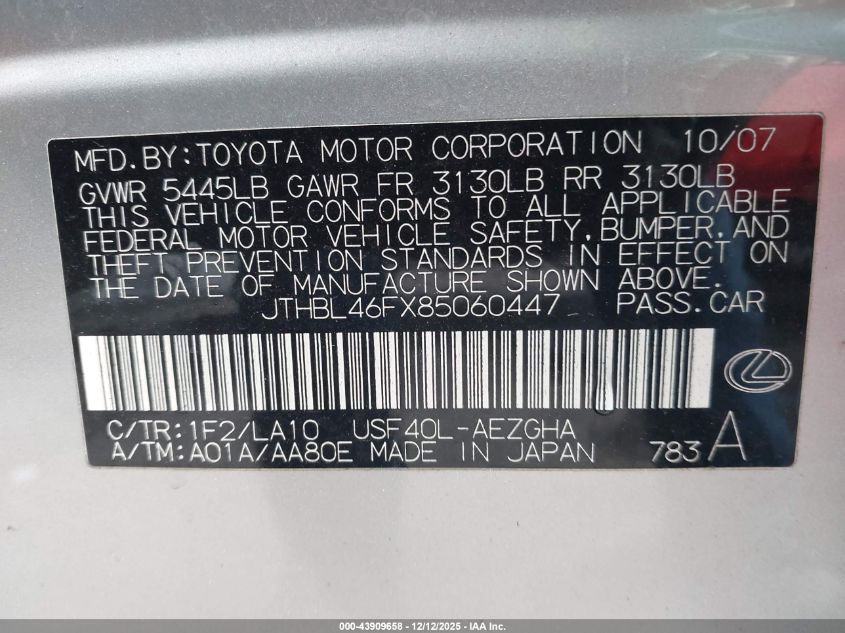 MFD.BY:TOYOTA MOTOR CORPORATION 10/07
GVWR 5445LB GAWR FR 3130LB RR 3130LB
THIS VEHICLE CONFORMS TO ALL APPLICABLE
FEDERAL MOTOR VEHICLE SAFETY,BUMPER,AND
THEFT PREVENTION STANDARDS IN EFFECT ON
THE DATE OF MANUFACTURE SHOWN ABOVE.
JTHBL46FX85060447 PASS.CAR
C/TR:1F2/LA10 USF40L-AEZGHA
A/TM:A01A/AA80E MADE IN JAPAN 783 A
000-43909658 - 12/12/2025 - IAA Inc.